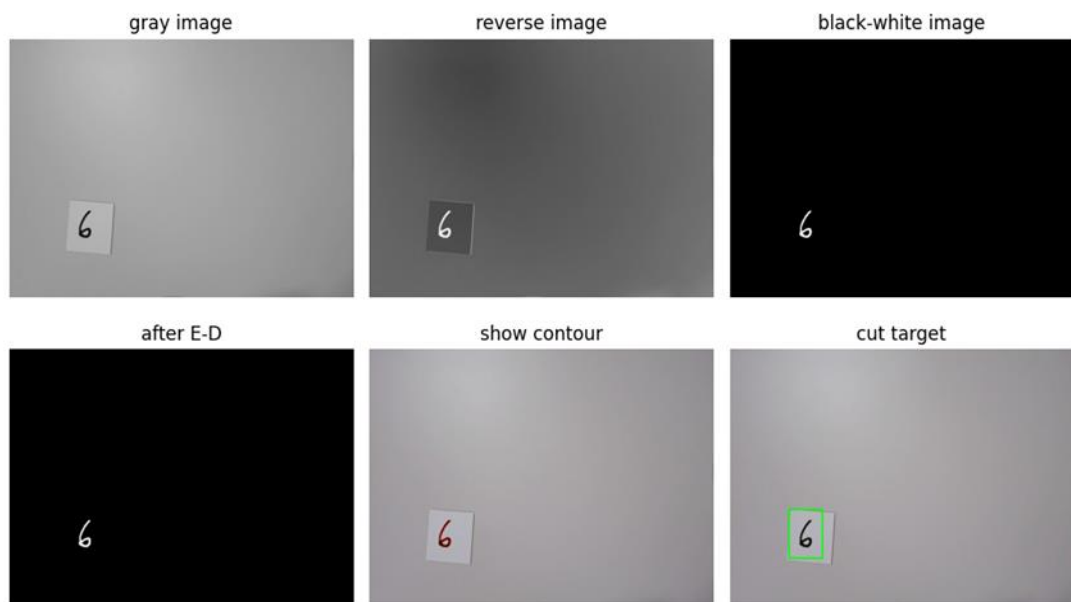 gray image
reverse image
black-white image
6
6
6
after E-D
show contour
cut target
6
6
6